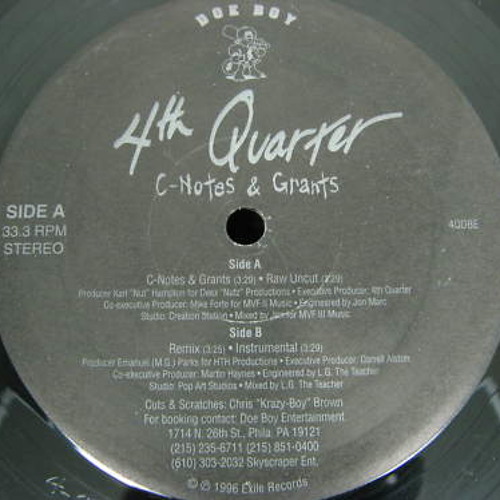 DOE BOY
4th Quarter
C-Notes & Grants
SIDE A
33.3 RPM
STEREO
4QDBE
Side A
C-Notes & Grants (3:29) • Raw Uncut (3:29)
Producer Karl "Nut" Hampton for Deex "Nutz" Productions • Executive Producer: 4th Quarter
Co-executive Producer: Mike Forte for MVF II Music • Engineered by Jon Marc
Studio: Creation Station • Mixed by for MVF III Music
Side B
Remix (3:25) • Instrumental (3:29)
Producer Emanuel (M.G.) Parks for HTH Productions • Executive Producer: Darrell Alston
Co-executive Producer: Martin Haynes • Engineered by L.G. The Teacher
Studio: Pop Art Studios • Mixed by L.G. The Teacher
Cuts & Scratches: Chris "Krazy-Boy" Brown
For booking contact: Doe Boy Entertainment
1714 N. 26th St., Phila. PA 19121
(215) 235-6711 (215) 851-0400
(610) 303-2032 Skyscraper Ent.
© ℗ 1996 Exile Records